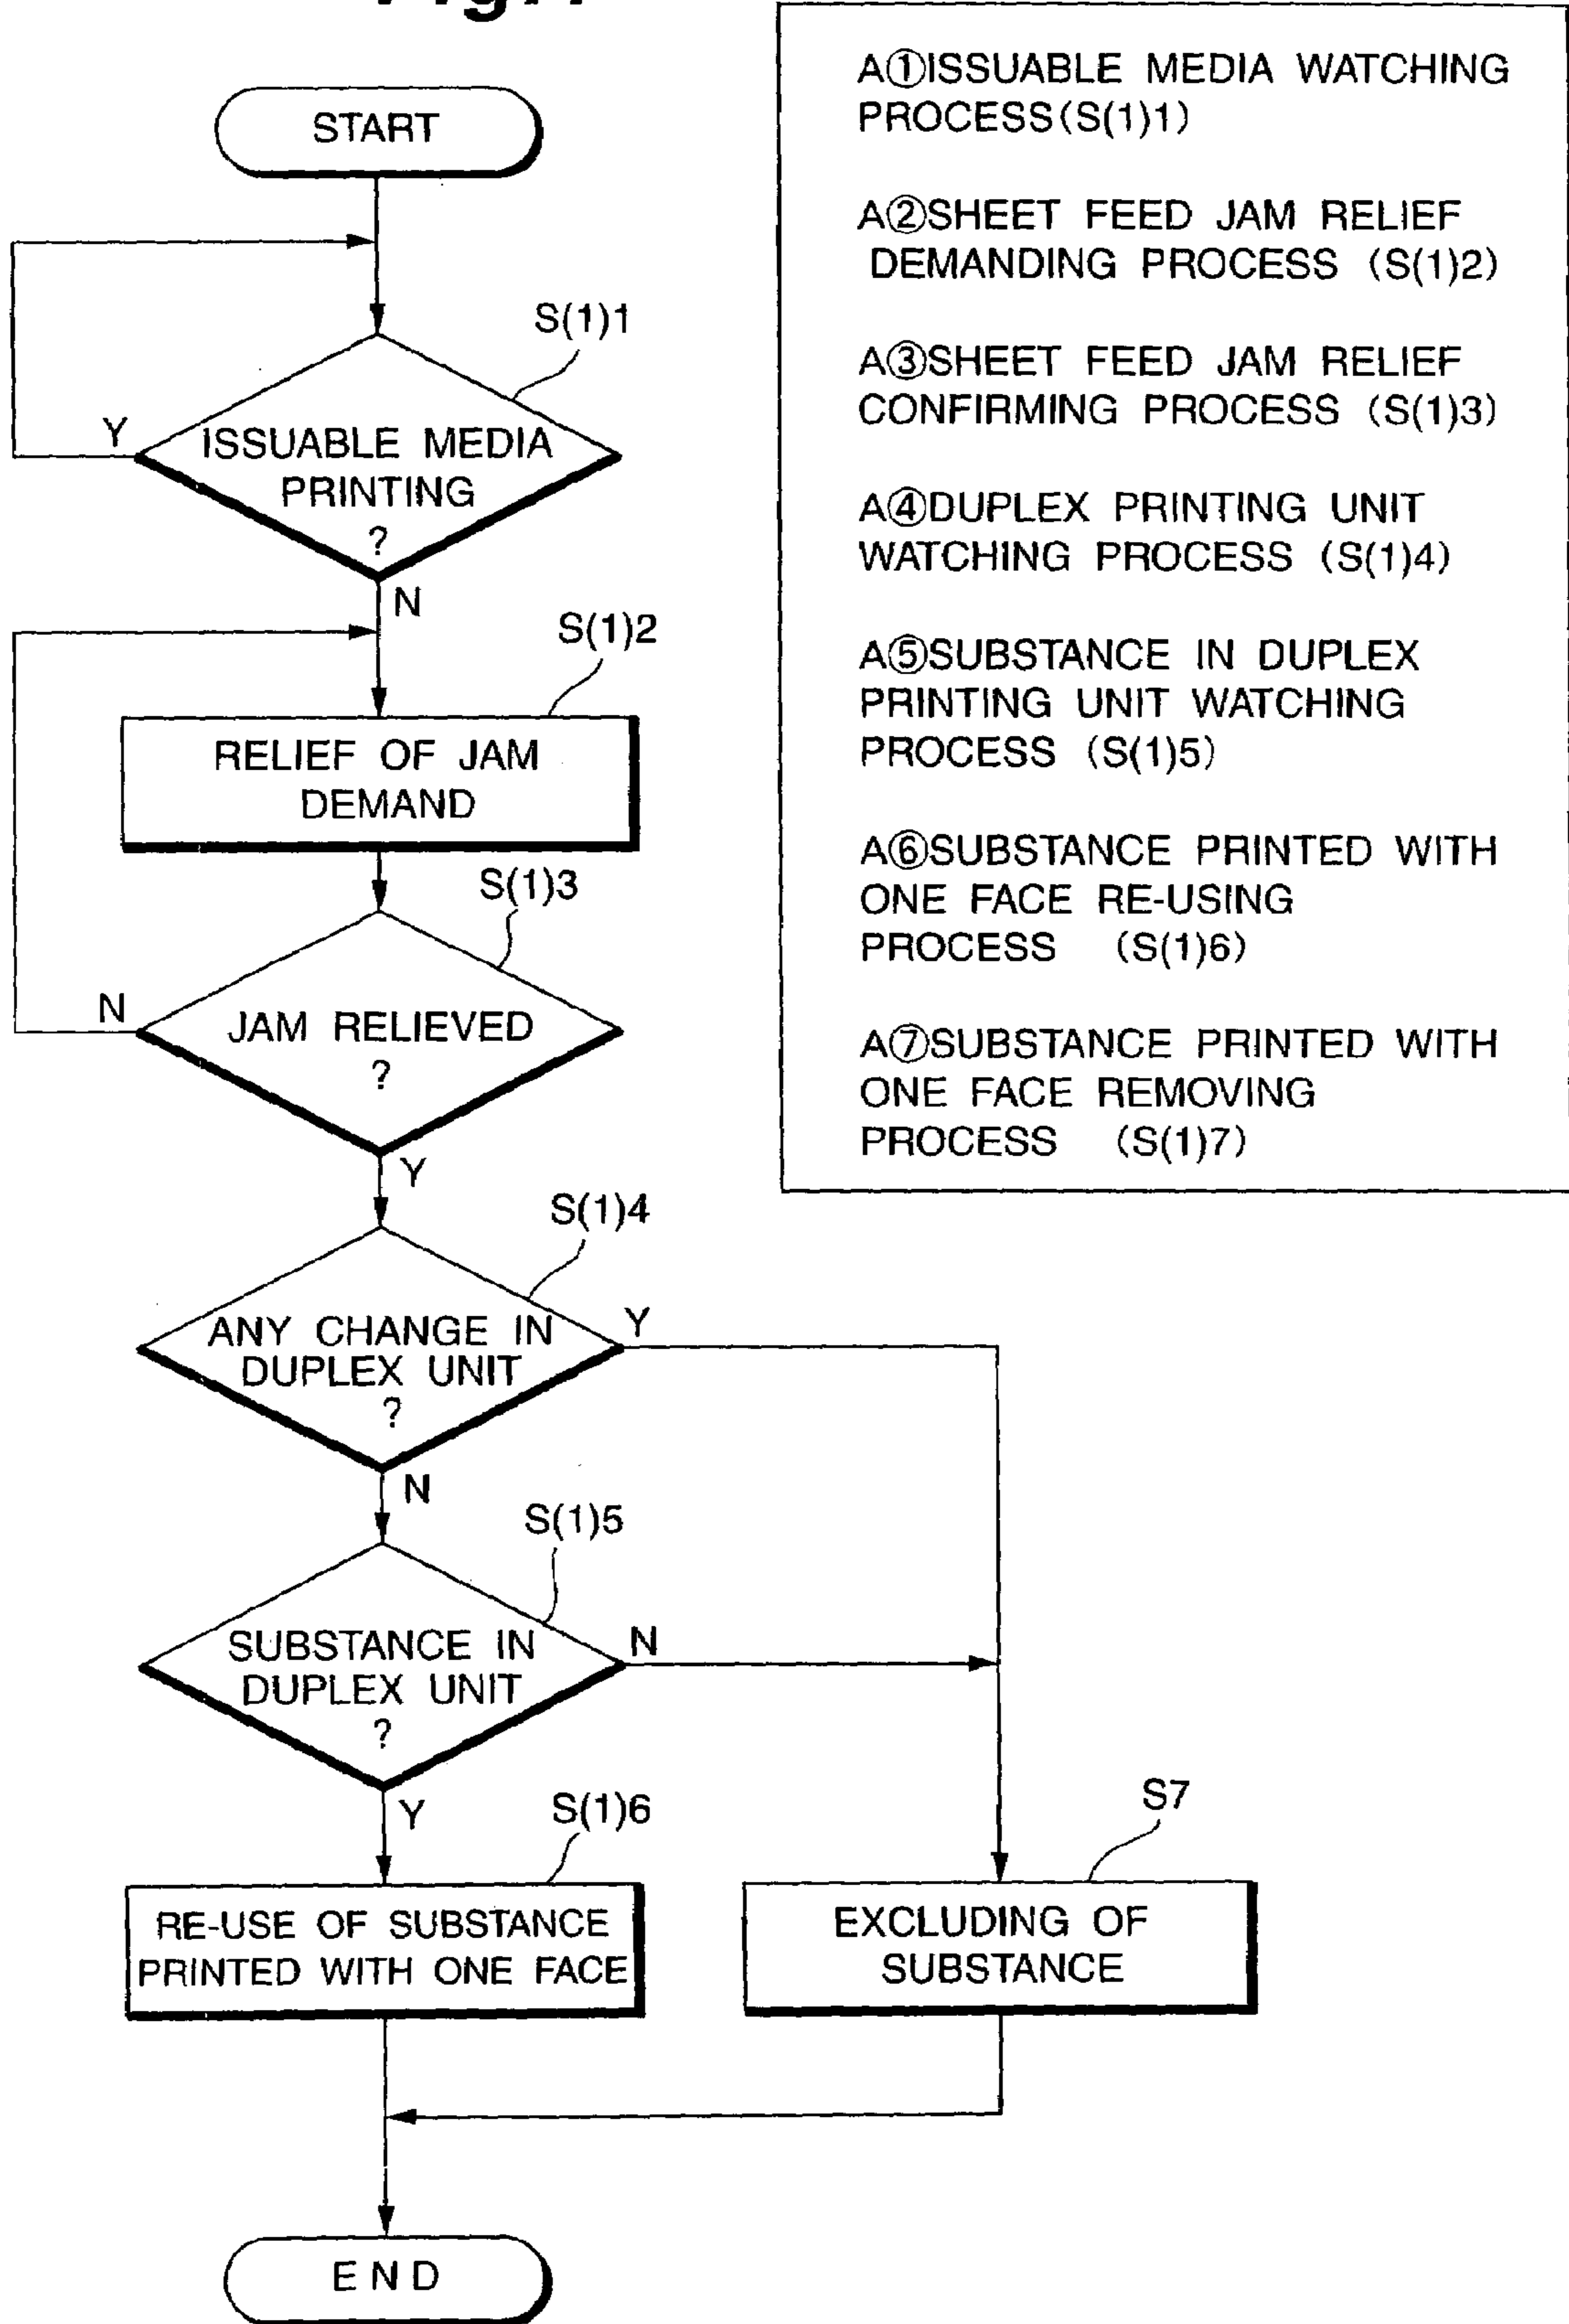 START
S(1)1
Y
ISSUABLE MEDIA
PRINTING
?
N
S(1)2
RELIEF OF JAM
DEMAND
S(1)3
N
JAM RELIEVED
?
Y
S(1)4
ANY CHANGE IN
DUPLEX UNIT
?
Y
N
S(1)5
SUBSTANCE IN
DUPLEX UNIT
?
N
Y
S(1)6
RE-USE OF SUBSTANCE
PRINTED WITH ONE FACE
S7
EXCLUDING OF
SUBSTANCE
END
A①ISSUABLE MEDIA WATCHING
PROCESS(S(1)1)
A②SHEET FEED JAM RELIEF
DEMANDING PROCESS (S(1)2)
A③SHEET FEED JAM RELIEF
CONFIRMING PROCESS (S(1)3)
A④DUPLEX PRINTING UNIT
WATCHING PROCESS (S(1)4)
A⑤SUBSTANCE IN DUPLEX
PRINTING UNIT WATCHING
PROCESS (S(1)5)
A⑥SUBSTANCE PRINTED WITH
ONE FACE RE-USING
PROCESS (S(1)6)
A⑦SUBSTANCE PRINTED WITH
ONE FACE REMOVING
PROCESS (S(1)7)